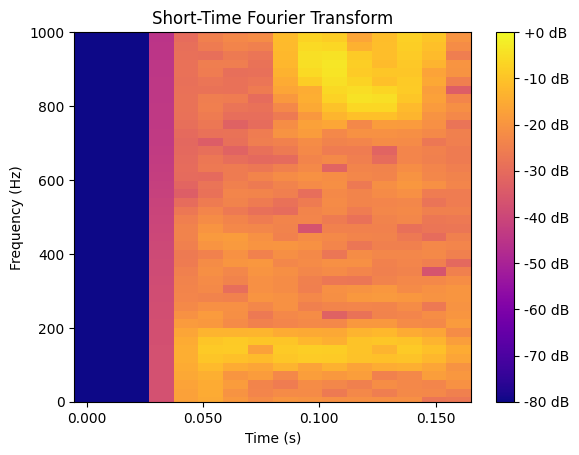 Short-Time Fourier Transform
1000
800
600
400
200
0
Frequency (Hz)
0.000
0.050
0.100
0.150
Time (s)
+0 dB
-10 dB
-20 dB
-30 dB
-40 dB
-50 dB
-60 dB
-70 dB
-80 dB